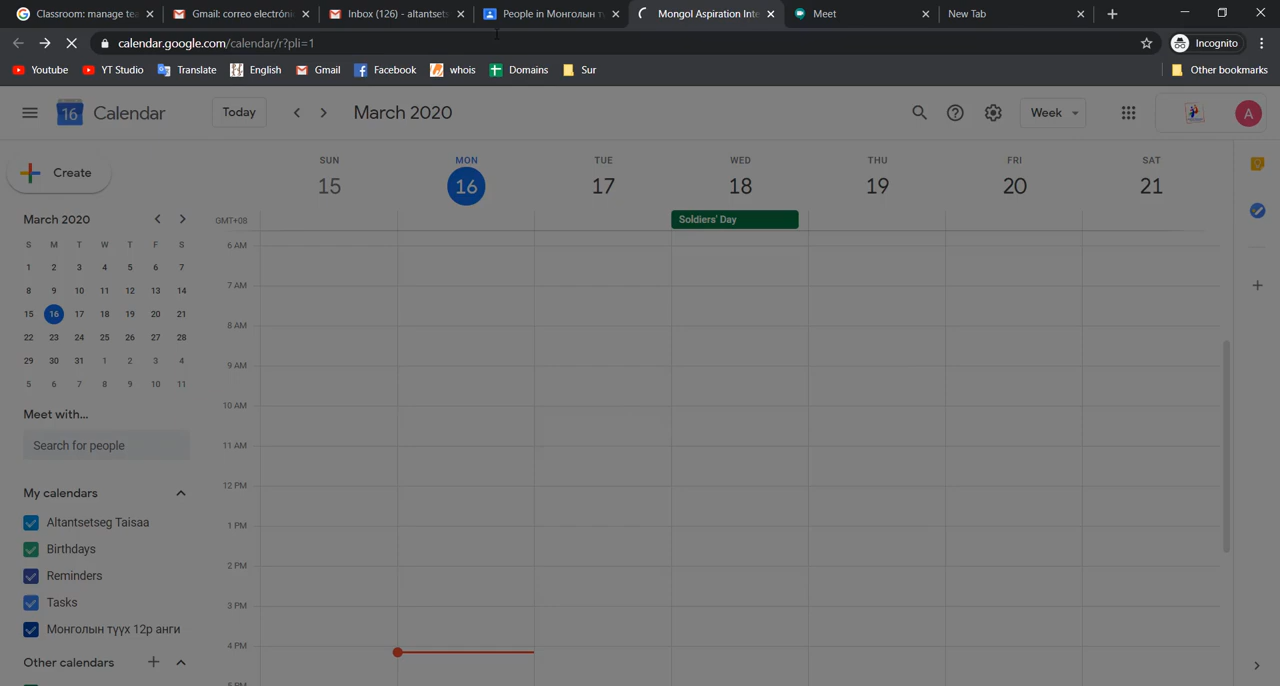 Classroom: manage tea
Gmail: correo electróni
Inbox (126) - altantsets
People in Монголын т
Mongol Aspiration Inte
Meet
New Tab
calendar.google.com/calendar/r?pli=1
Incognito
Youtube
YT Studio
Translate
English
Gmail
Facebook
whois
Domains
Sur
Other bookmarks
16
Calendar
Today
March 2020
Week
A
Create
SUN
MON
TUE
WED
THU
FRI
SAT
15
16
17
18
19
20
21
March 2020
GMT+08
Soldiers' Day
S M T W T F S
1 2 3 4 5 6 7
8 9 10 11 12 13 14
15 16 17 18 19 20 21
22 23 24 25 26 27 28
29 30 31 1 2 3 4
5 6 7 8 9 10 11
6 AM
7 AM
8 AM
9 AM
10 AM
11 AM
12 PM
1 PM
2 PM
3 PM
4 PM
5 PM
Meet with...
Search for people
My calendars
Altantsetseg Taisaa
Birthdays
Reminders
Tasks
Монголын түүх 12р анги
Other calendars